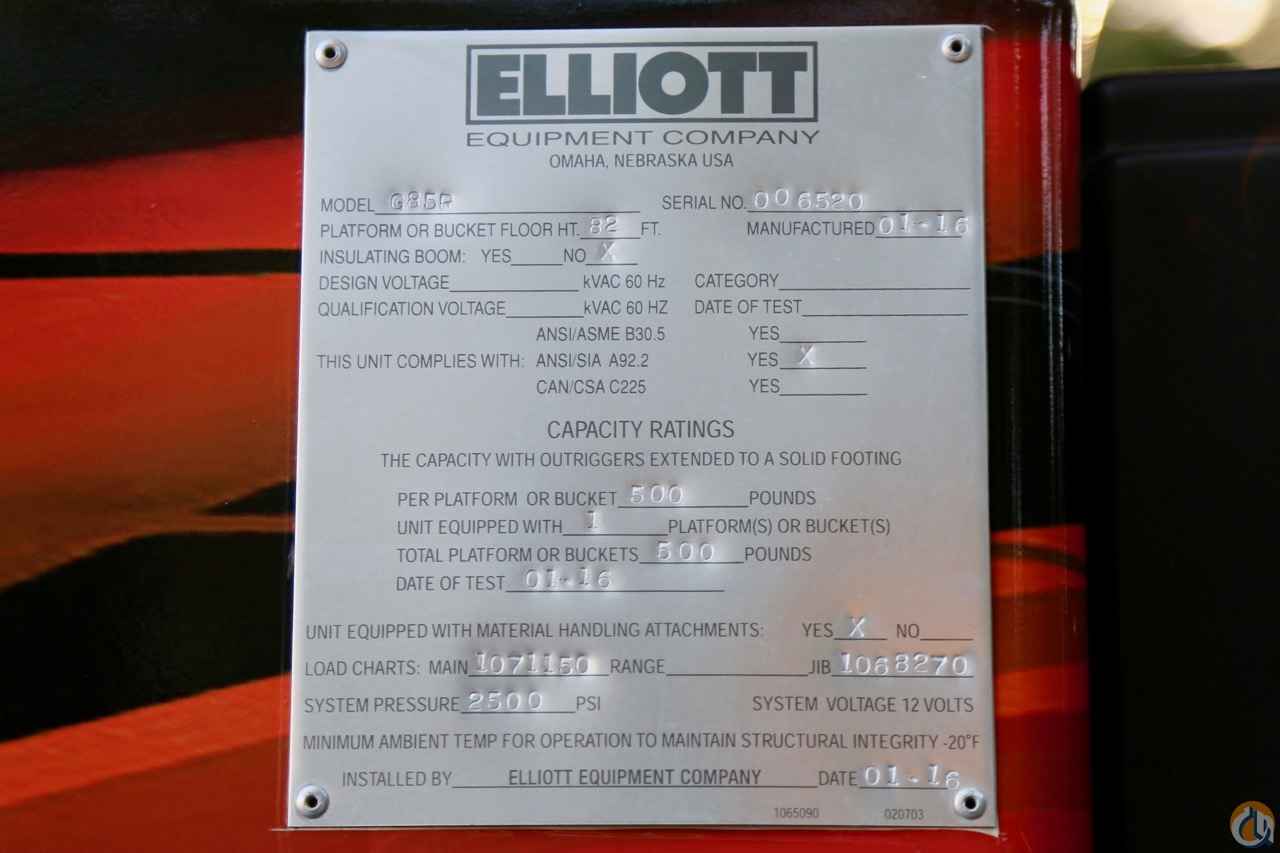 ELLIOTT
EQUIPMENT COMPANY
OMAHA, NEBRASKA USA
MODEL G85R SERIAL NO. 006520
PLATFORM OR BUCKET FLOOR HT. 82 FT. MANUFACTURED 01-16
INSULATING BOOM: YES NO X
DESIGN VOLTAGE kVAC 60 Hz CATEGORY
QUALIFICATION VOLTAGE kVAC 60 HZ DATE OF TEST
ANSI/ASME B30.5 YES
THIS UNIT COMPLIES WITH: ANSI/SIA A92.2 YES X
CAN/CSA C225 YES
CAPACITY RATINGS
THE CAPACITY WITH OUTRIGGERS EXTENDED TO A SOLID FOOTING
PER PLATFORM OR BUCKET 500 POUNDS
UNIT EQUIPPED WITH 1 PLATFORM(S) OR BUCKET(S)
TOTAL PLATFORM OR BUCKETS 500 POUNDS
DATE OF TEST 01-16
UNIT EQUIPPED WITH MATERIAL HANDLING ATTACHMENTS: YES X NO
LOAD CHARTS: MAIN 1071150 RANGE JIB 1068270
SYSTEM PRESSURE 2500 PSI SYSTEM VOLTAGE 12 VOLTS
MINIMUM AMBIENT TEMP FOR OPERATION TO MAINTAIN STRUCTURAL INTEGRITY -20°F
INSTALLED BY ELLIOTT EQUIPMENT COMPANY DATE 01-16
1065090 020703